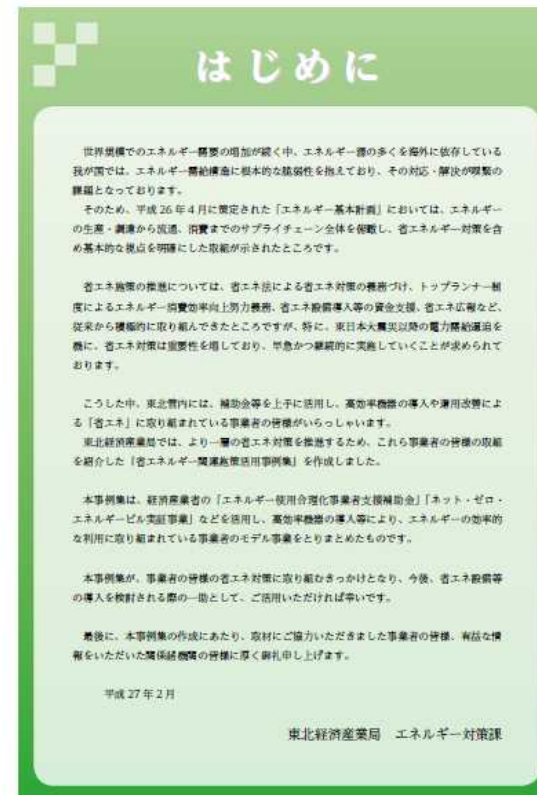 はじめに
世界規模でのエネルギー需要の増加が続く中、エネルギー源の多くを海外に依存している
我が国では、エネルギー需給構造に根本的な脆弱性を抱えており、その対応・解決が喫緊の
課題となっております。
そのため、平成 26 年 4 月に策定された「エネルギー基本計画」においては、エネルギー
の生産・調達から流通、消費までのサプライチェーン全体を俯瞰し、省エネルギー対策を含
め基本的な視点を明確にした取組が示されたところです。
省エネ施策の推進については、省エネ法による省エネ対策の義務づけ、トップランナー制
度によるエネルギー消費効率向上努力義務、省エネ設備導入等の資金支援、省エネ広報など、
従来から積極的に取り組んできたところですが、特に、東日本大震災以降の電力需給逼迫を
機に、省エネ対策は重要性を増しており、早急かつ継続的に実施していくことが求められて
おります。
こうした中、東北管内には、補助金等を上手に活用し、高効率機器の導入や運用改善によ
る「省エネ」に取り組まれている事業者の皆様がいらっしゃいます。
東北経済産業局では、より一層の省エネ対策を推進するため、これら事業者の皆様の取組
を紹介した「省エネルギー関連施策活用事例集」を作成しました。
本事例集は、経済産業省の「エネルギー使用合理化事業者支援補助金」「ネット・ゼロ・
エネルギービル実証事業」などを活用し、高効率機器の導入等により、エネルギーの効率的
な利用に取り組まれている事業者のモデル事業をとりまとめたものです。
本事例集が、事業者の皆様の省エネ対策に取り組むきっかけとなり、今後、省エネ設備等
の導入を検討される際の一助として、ご活用いただければ幸いです。
最後に、本事例集の作成にあたり、取材にご協力いただきました事業者の皆様、有益な情
報をいただいた関係諸機関の皆様に厚く御礼申し上げます。
平成 27 年 2 月
東北経済産業局 エネルギー対策課